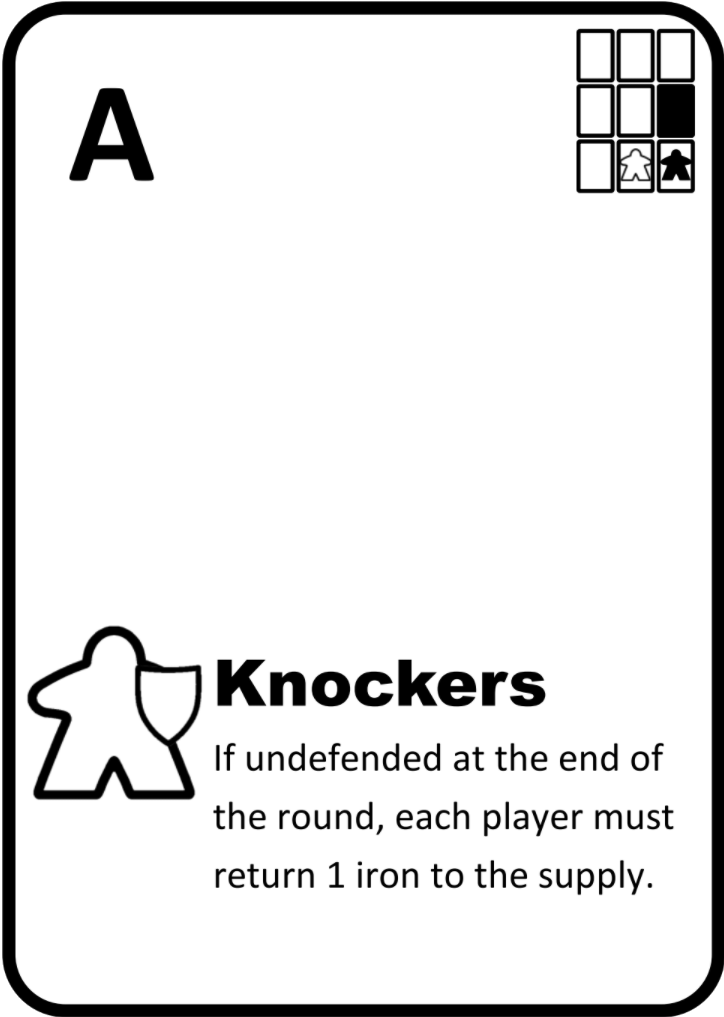 A
Knockers
If undefended at the end of
the round, each player must
return 1 iron to the supply.